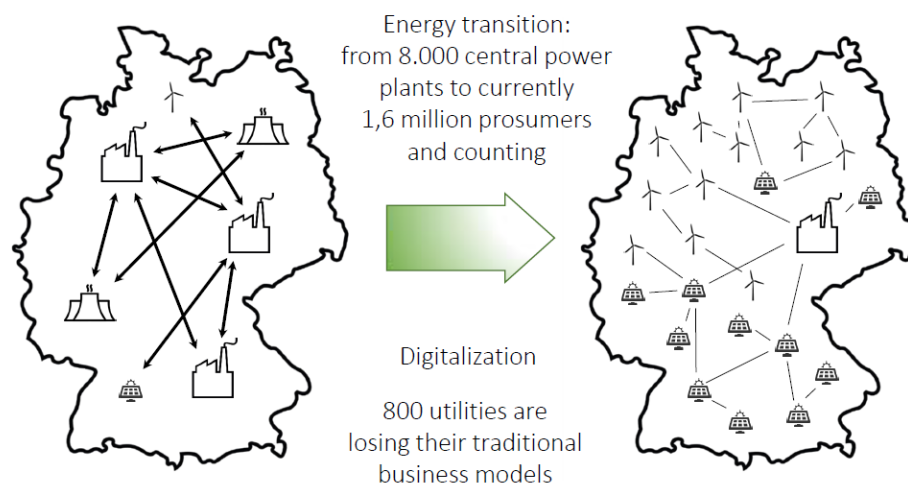 Energy transition:
from 8.000 central power
plants to currently
1,6 million prosumers
and counting
Digitalization
800 utilities are
losing their traditional
business models